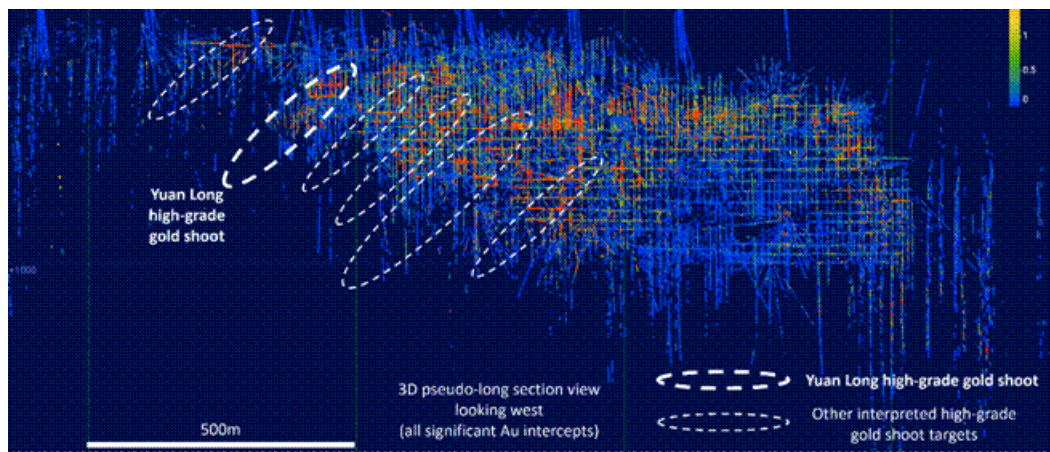 1
0.5
0
Yuan Long
high-grade
gold shoot
3D pseudo-long section view
looking west
(all significant Au intercepts)
Yuan Long high-grade gold shoot
Other interpreted high-grade
gold shoot targets
500m